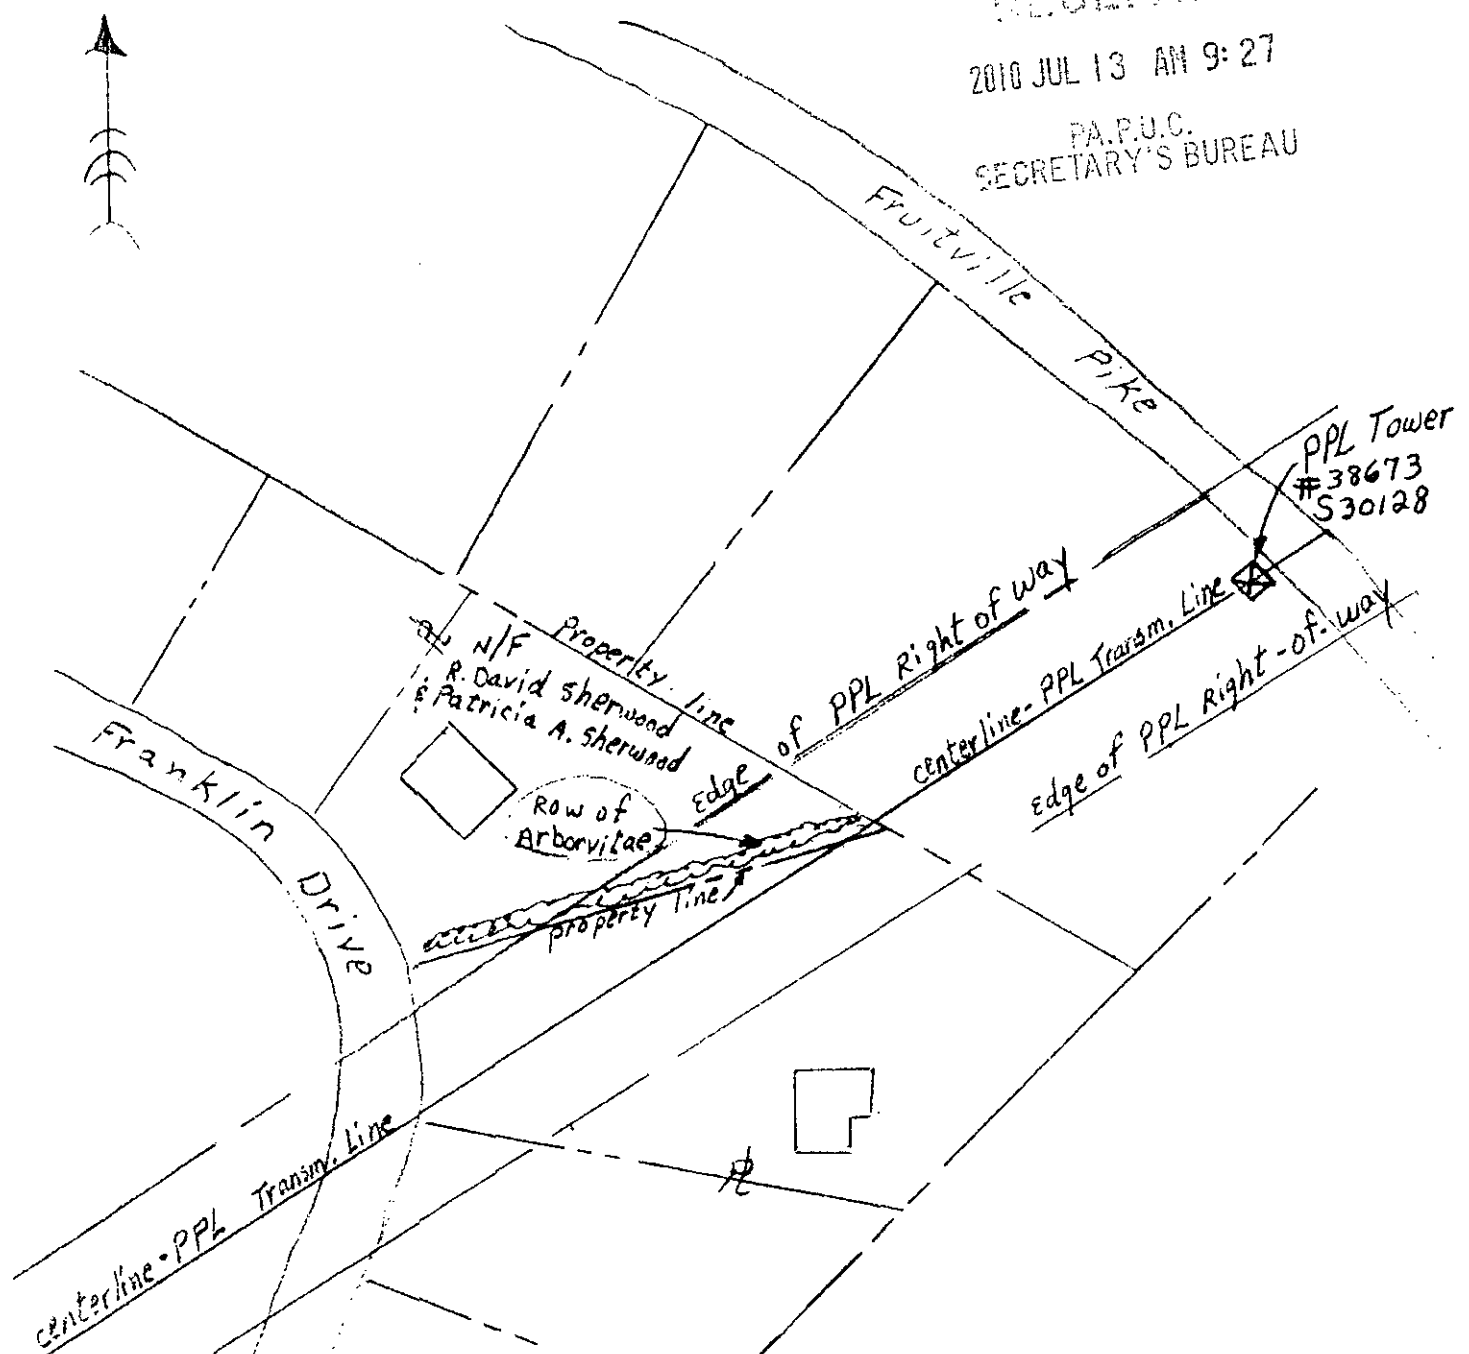 2010 JUL 13 AM 9:27
PA.P.U.C.
SECRETARY'S BUREAU
Fruitville Pike
PPL Tower
#38673
S30128
N/F
R. David Sherwood
& Patricia A. Sherwood
Property line
Edge of PPL Right of Way
centerline - PPL Transm. Line
Edge of PPL Right-of-way
Row of
Arborvitae
property line
Franklin Drive
centerline - PPL Transm. Line